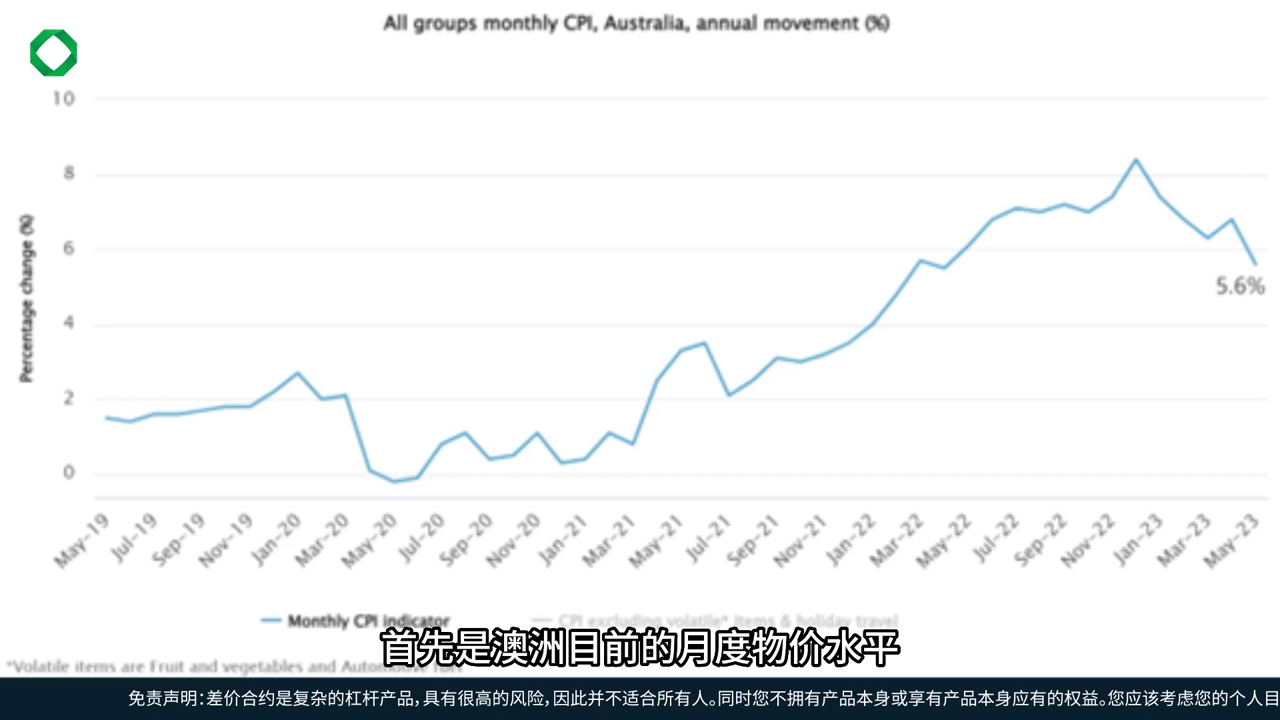 All groups monthly CPI, Australia, annual movement (%)
10
8
6
4
2
0
Percentage change (%)
5.6%
May-19 Jul-19 Sep-19 Nov-19 Jan-20 Mar-20 May-20 Jul-20 Sep-20 Nov-20 Jan-21 Mar-21 May-21 Jul-21 Sep-21 Nov-21 Jan-22 Mar-22 May-22 Jul-22 Sep-22 Nov-22 Jan-23 Mar-23 May-23
Monthly CPI indicator CPI excluding volatile* items & holiday travel
首先是澳洲目前的月度物价水平
*Volatile items are Fruit and vegetables and Automotive fuel
免责声明：差价合约是复杂的杠杆产品，具有很高的风险，因此并不适合所有人。同时您不拥有产品本身或享有产品本身应有的权益。您应该考虑您的个人目